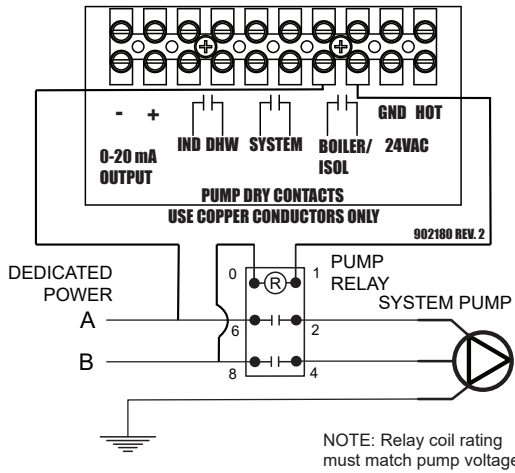 - +
IND DHW SYSTEM BOILER/ ISOL
GND HOT
24VAC
0-20 mA
OUTPUT
PUMP DRY CONTACTS
USE COPPER CONDUCTORS ONLY
902180 REV. 2
DEDICATED
POWER
0 1
R
PUMP
RELAY
SYSTEM PUMP
A
6 2
B
8 4
NOTE: Relay coil rating
must match pump voltage